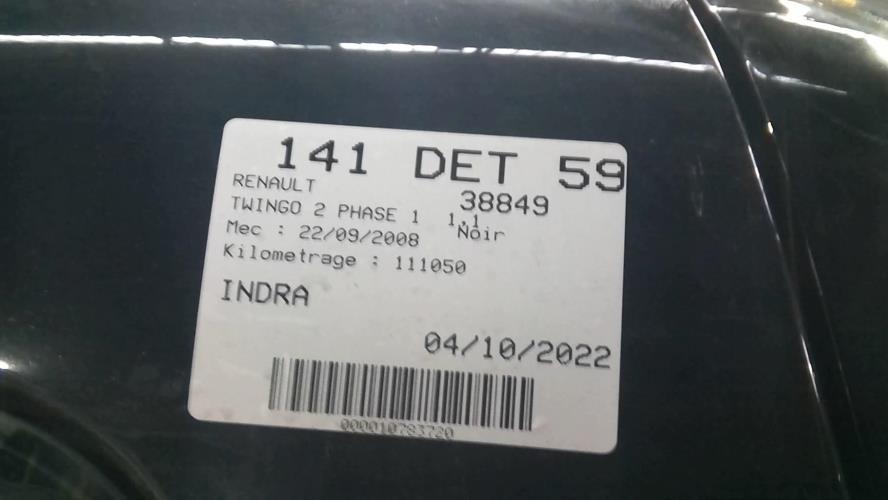 141 DET 59
RENAULT 38849
TWINGO 2 PHASE 1 1,1
Mec : 22/09/2008 Noir
Kilometrage : 111050
INDRA
04/10/2022
000010783720